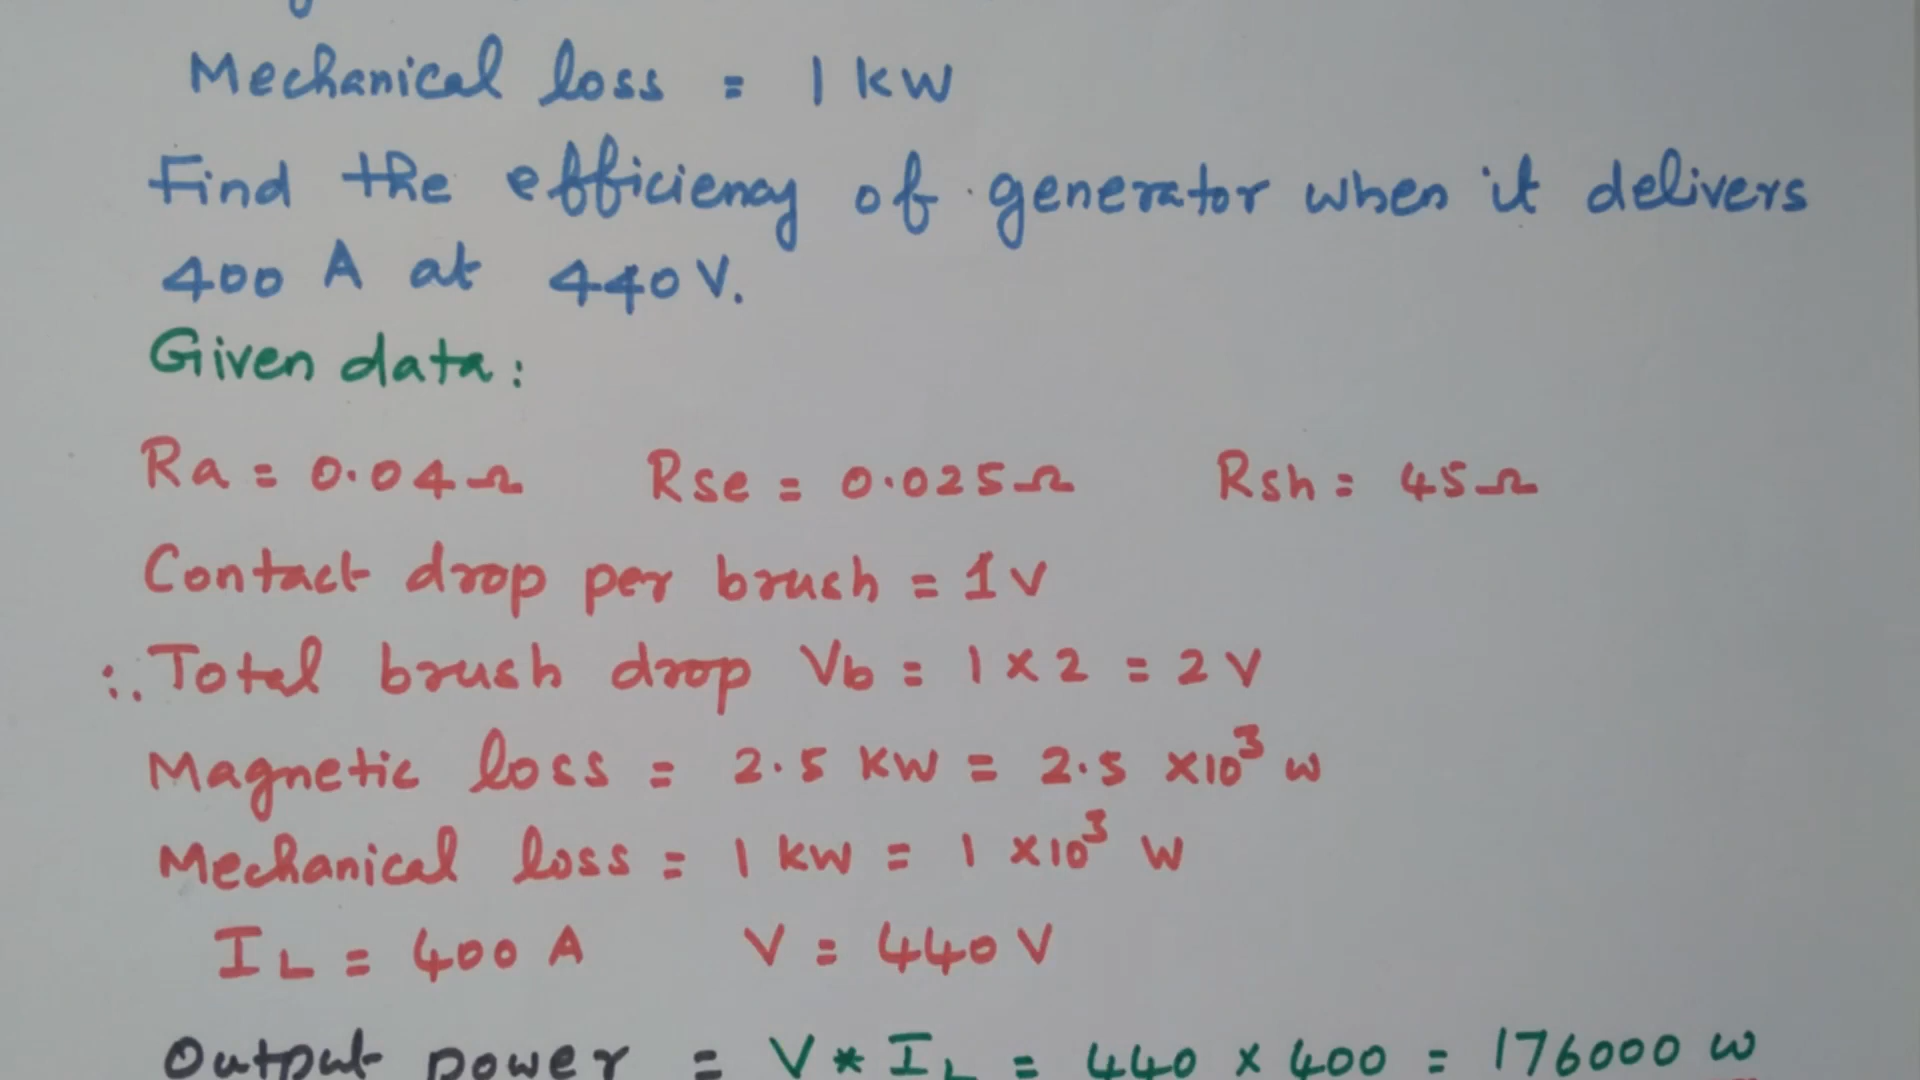 Mechanical loss = 1 kW
Find the efficiency of generator when it delivers
400 A at 440 V.
Given data:
Ra = 0.04 Ω Rse = 0.025 Ω Rsh = 45 Ω
Contact drop per brush = 1 V
∴ Total brush drop Vb = 1 × 2 = 2 V
Magnetic loss = 2.5 KW = 2.5 ×10³ w
Mechanical loss = 1 kW = 1 ×10³ W
IL = 400 A V = 440 V
Output power = V * IL = 440 × 400 = 176000 w